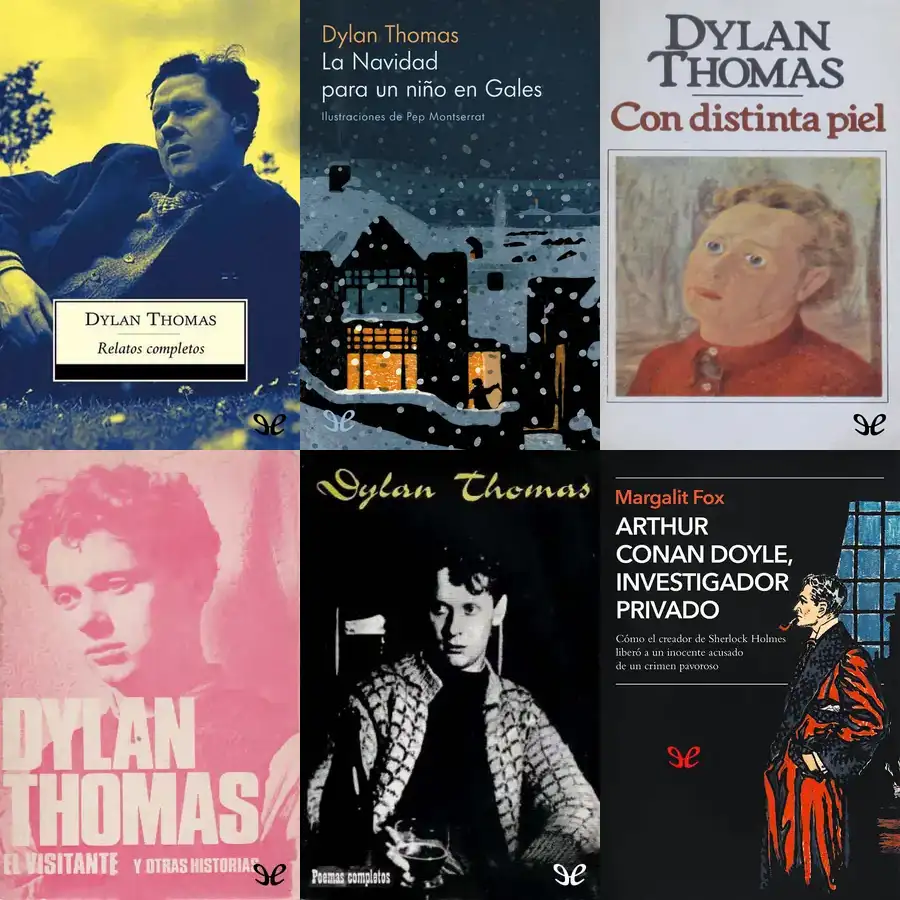 DYLAN THOMAS
Relatos completos
Dylan Thomas
La Navidad
para un niño en Gales
Ilustraciones de Pep Montserrat
DYLAN
THOMAS
Con distinta piel
DYLAN
THOMAS
EL VISITANTE Y OTRAS HISTORIAS
Dylan Thomas
Poemas completos
Margalit Fox
ARTHUR
CONAN DOYLE,
INVESTIGADOR
PRIVADO
Cómo el creador de Sherlock Holmes
liberó a un inocente acusado
de un crimen pavoroso